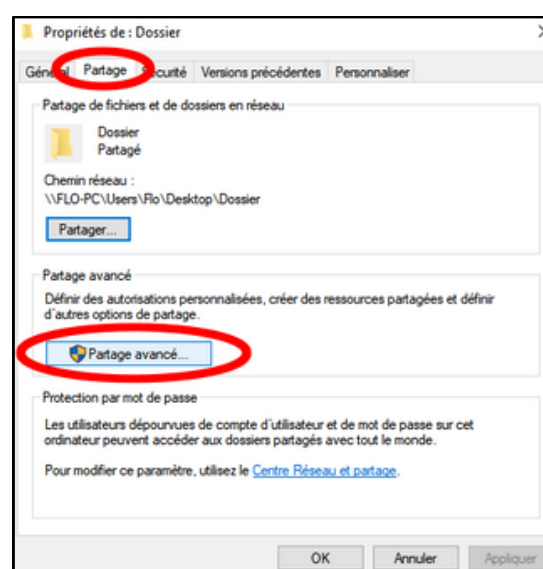 Propriétés de : Dossier
Général Partage Sécurité Versions précédentes Personnaliser
Partage de fichiers et de dossiers en réseau
Dossier
Partagé
Chemin réseau :
\\FLO-PC\Users\Flo\Desktop\Dossier
Partager...
Partage avancé
Définir des autorisations personnalisées, créer des ressources partagées et définir
d'autres options de partage.
Partage avancé...
Protection par mot de passe
Les utilisateurs dépourvues de compte d'utilisateur et de mot de passe sur cet
ordinateur peuvent accéder aux dossiers partagés avec tout le monde.
Pour modifier ce paramètre, utilisez le Centre Réseau et partage.
OK Annuler Appliquer